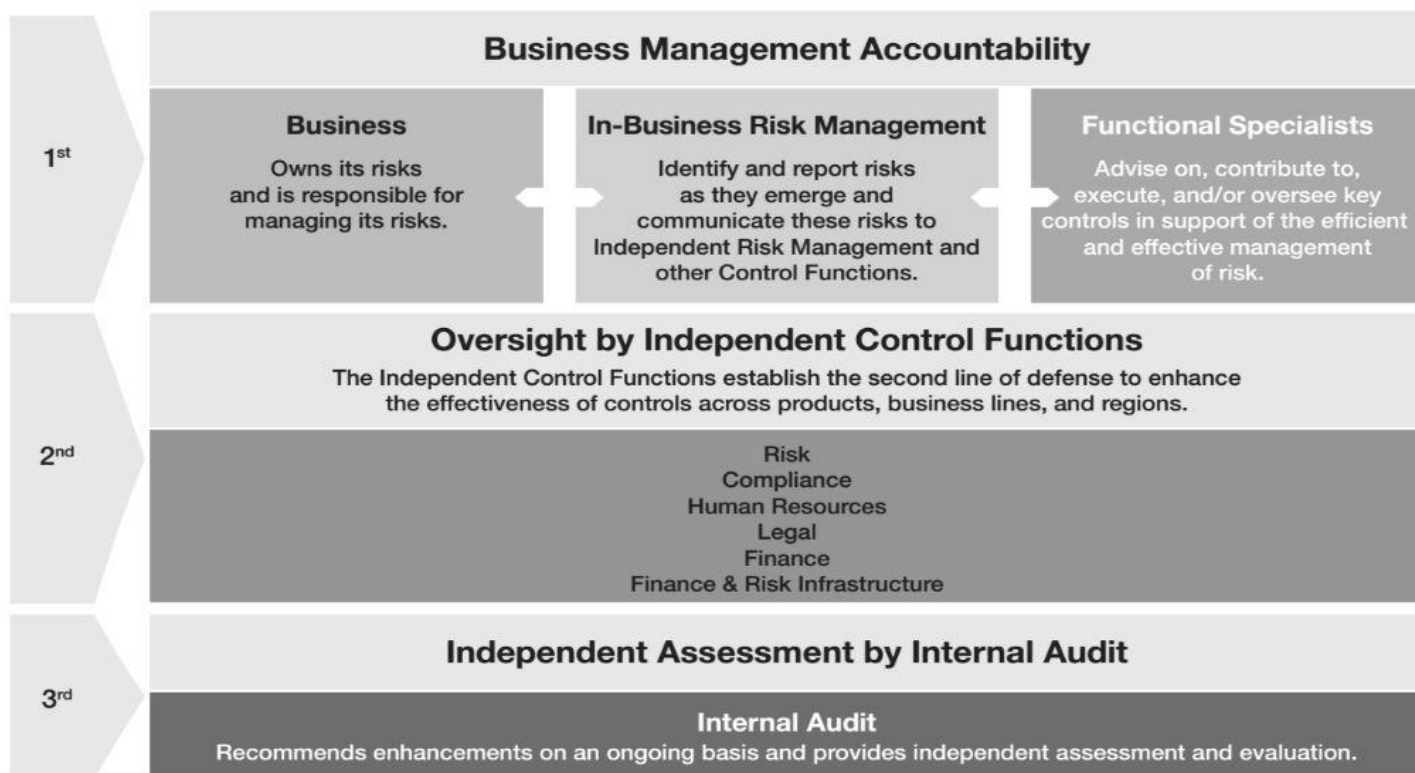 Business Management Accountability
1st
Business
Owns its risks
and is responsible for
managing its risks.
In-Business Risk Management
Identify and report risks
as they emerge and
communicate these risks to
Independent Risk Management and
other Control Functions.
Functional Specialists
Advise on, contribute to,
execute, and/or oversee key
controls in support of the efficient
and effective management
of risk.
2nd
Oversight by Independent Control Functions
The Independent Control Functions establish the second line of defense to enhance
the effectiveness of controls across products, business lines, and regions.
Risk
Compliance
Human Resources
Legal
Finance
Finance & Risk Infrastructure
3rd
Independent Assessment by Internal Audit
Internal Audit
Recommends enhancements on an ongoing basis and provides independent assessment and evaluation.